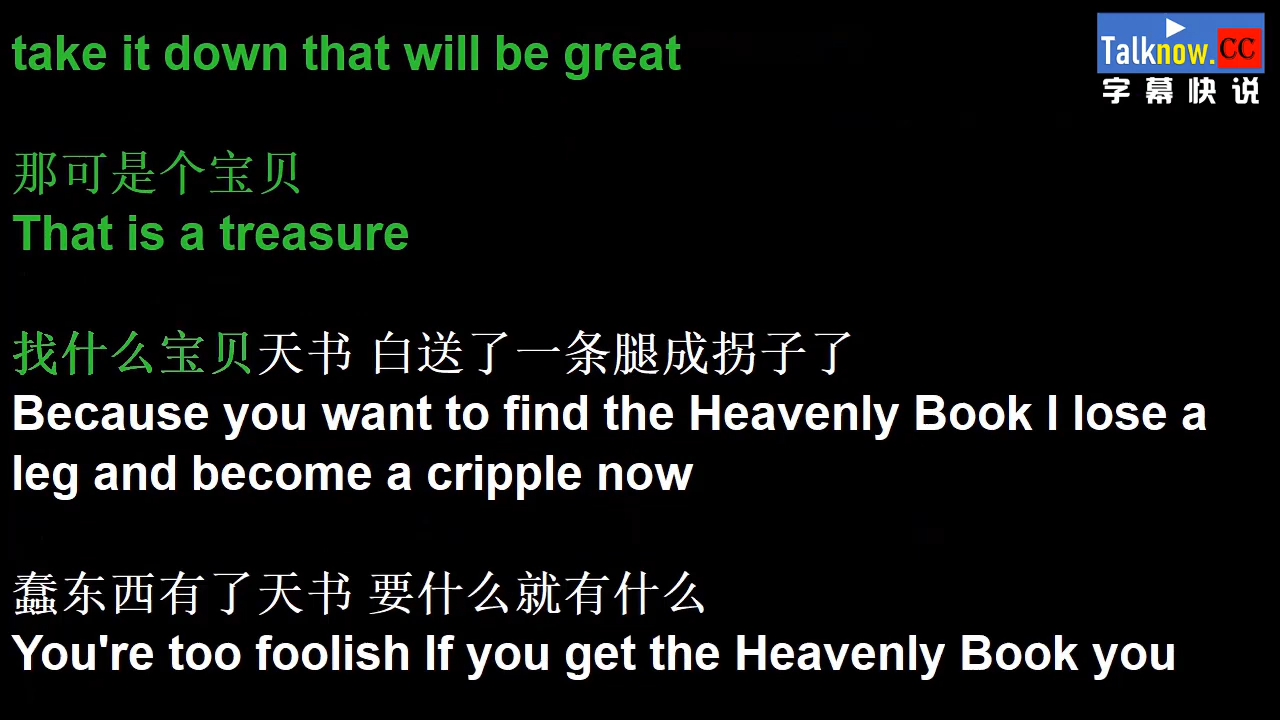 take it down that will be great
Talknow.CC
字幕快说
那可是个宝贝
That is a treasure
找什么宝贝天书 白送了一条腿成拐子了
Because you want to find the Heavenly Book I lose a
leg and become a cripple now
蠢东西有了天书 要什么就有什么
You're too foolish If you get the Heavenly Book you